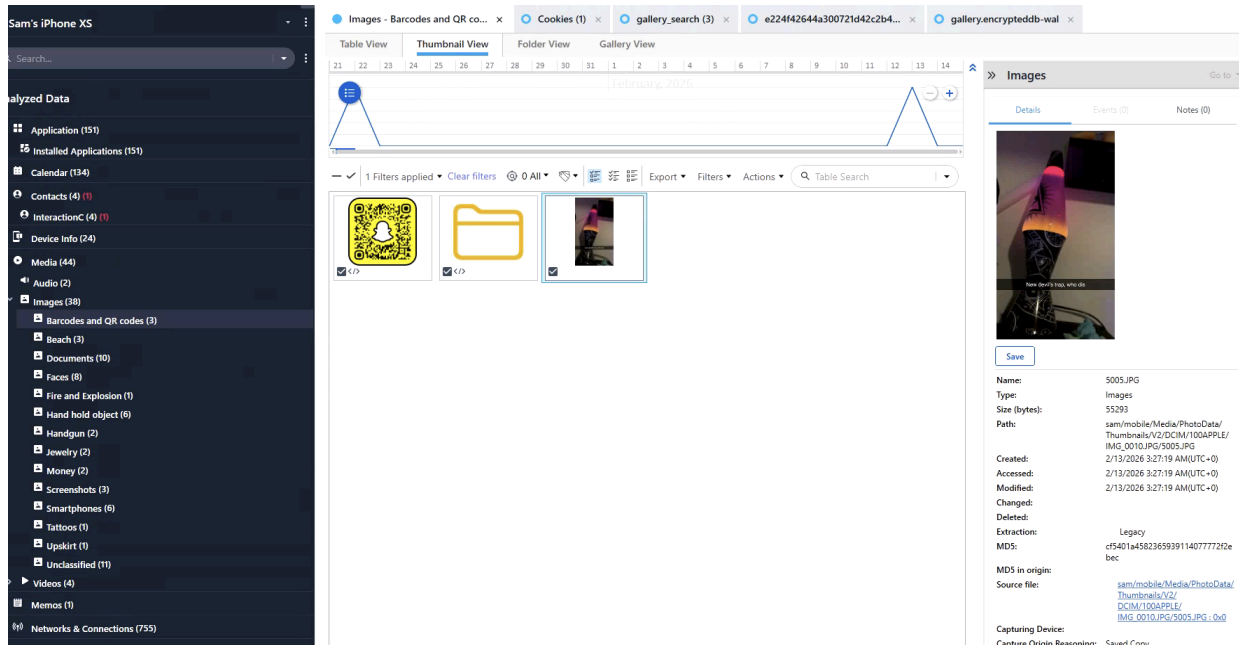 Sam's iPhone XS
Search...
nalyzed Data
Application (151)
Installed Applications (151)
Calendar (134)
Contacts (4) (1)
InteractionC (4) (1)
Device Info (24)
Media (44)
Audio (2)
Images (38)
Barcodes and QR codes (3)
Beach (3)
Documents (10)
Faces (8)
Fire and Explosion (1)
Hand hold object (6)
Handgun (2)
Jewelry (2)
Money (2)
Screenshots (3)
Smartphones (6)
Tattoos (1)
Upskirt (1)
Unclassified (11)
Videos (4)
Memos (1)
Networks & Connections (755)
Images - Barcodes and QR co... × Cookies (1) × gallery_search (3) × e224f42644a300721d42c2b4... × gallery.encrypteddb-wal ×
Table View Thumbnail View Folder View Gallery View
21 22 23 24 25 26 27 28 29 30 31 1 2 3 4 5 6 7 8 9 10 11 12 13 14
February, 2026
1 Filters applied Clear filters 0 All Export Filters Actions Table Search
Images Go to
Details Events (0) Notes (0)
New devil's trap, who dis
Save
Name: 5005.JPG
Type: Images
Size (bytes): 55293
Path: sam/mobile/Media/PhotoData/
Thumbnails/V2/DCIM/100APPLE/
IMG_0010.JPG/5005.JPG
Created: 2/13/2026 3:27:19 AM(UTC+0)
Accessed: 2/13/2026 3:27:19 AM(UTC+0)
Modified: 2/13/2026 3:27:19 AM(UTC+0)
Changed:
Deleted:
Extraction: Legacy
MD5: cf5401a4582365939114077772f2e
bec
MD5 in origin:
Source file: sam/mobile/Media/PhotoData/
Thumbnails/V2/
DCIM/100APPLE/
IMG_0010.JPG/5005.JPG : 0x0
Capturing Device:
Capture Origin Reasoning: Saved Copy